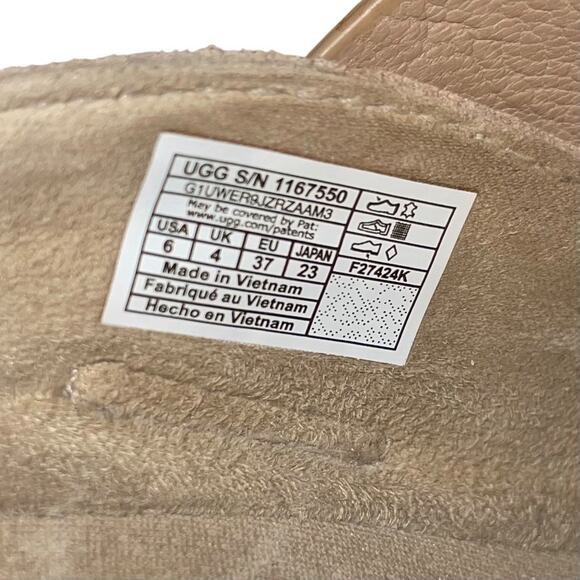 UGG S/N 1167550
G1UWER9JZRZAAM3
May be covered by Pat:
www.ugg.com/patents
USA UK EU JAPAN
6 4 37 23
F27424K
Made in Vietnam
Fabriqué au Vietnam
Hecho en Vietnam